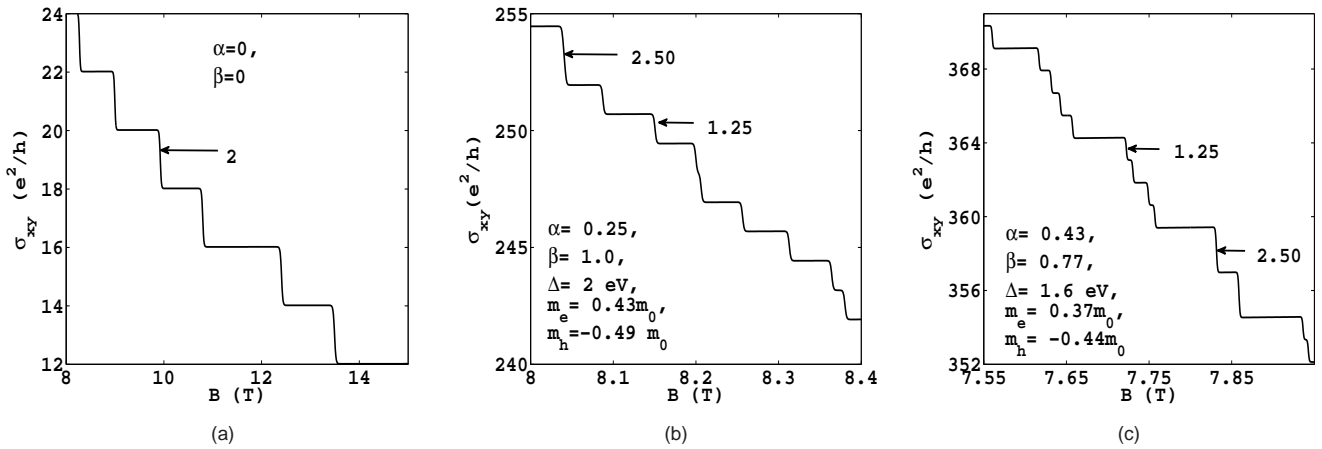 24
22
20
18
16
14
12
8
10
12
14
σxy (e²/h)
B (T)
α=0,
β=0
2
(a)
255
250
245
240
8
8.1
8.2
8.3
8.4
σxy(e²/h)
B (T)
2.50
1.25
α= 0.25,
β= 1.0,
Δ= 2 eV,
me= 0.43m0,
mh=-0.49 m0
(b)
368
364
360
356
352
7.55
7.65
7.75
7.85
σxy (e²/h)
B (T)
1.25
2.50
α= 0.43,
β= 0.77,
Δ= 1.6 eV,
me= 0.37m0,
mh= -0.44m0
(c)